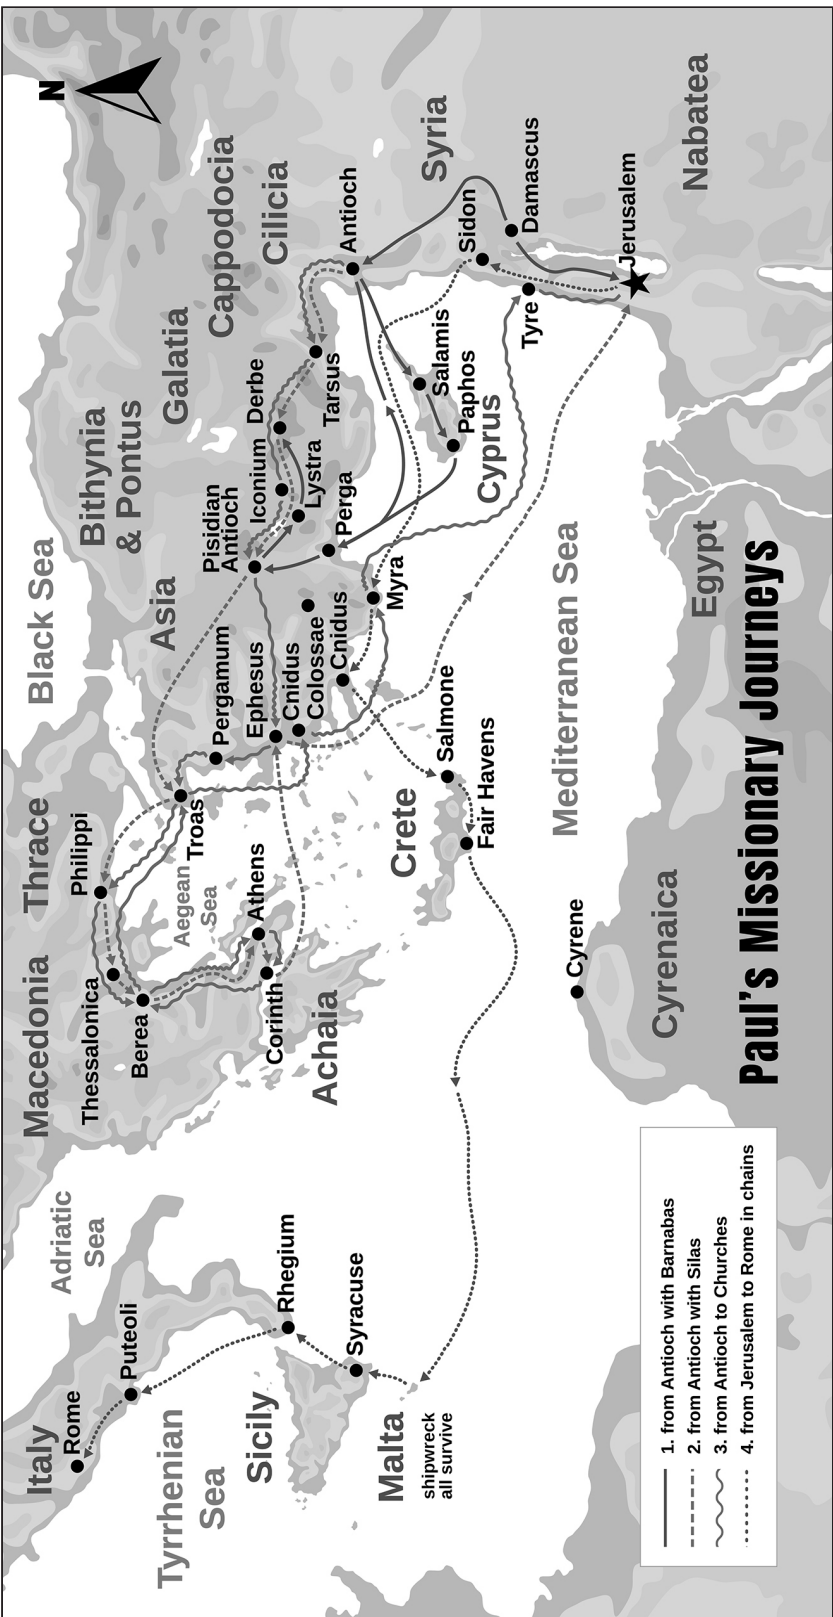 Paul's Missionary Journeys
N
Italy
Rome
Puteoli
Adriatic
Sea
Tyrrhenian
Sea
Sicily
Rhegium
Syracuse
Malta
shipwreck
all survive
Macedonia
Thrace
Philippi
Thessalonica
Berea
Aegean
Sea
Troas
Athens
Corinth
Achaia
Crete
Salmone
Fair Havens
Black Sea
Bithynia
& Pontus
Asia
Galatia
Cappodocia
Cilicia
Pergamum
Ephesus
Cnidus
Colossae
Cnidus
Pisidian
Antioch
Iconium
Derbe
Lystra
Perga
Myra
Tarsus
Antioch
Syria
Salamis
Paphos
Cyprus
Sidon
Damascus
Tyre
Jerusalem
Nabatea
Mediterranean Sea
Egypt
Cyrene
Cyrenaica
1. from Antioch with Barnabas
2. from Antioch with Silas
3. from Antioch to Churches
4. from Jerusalem to Rome in chains